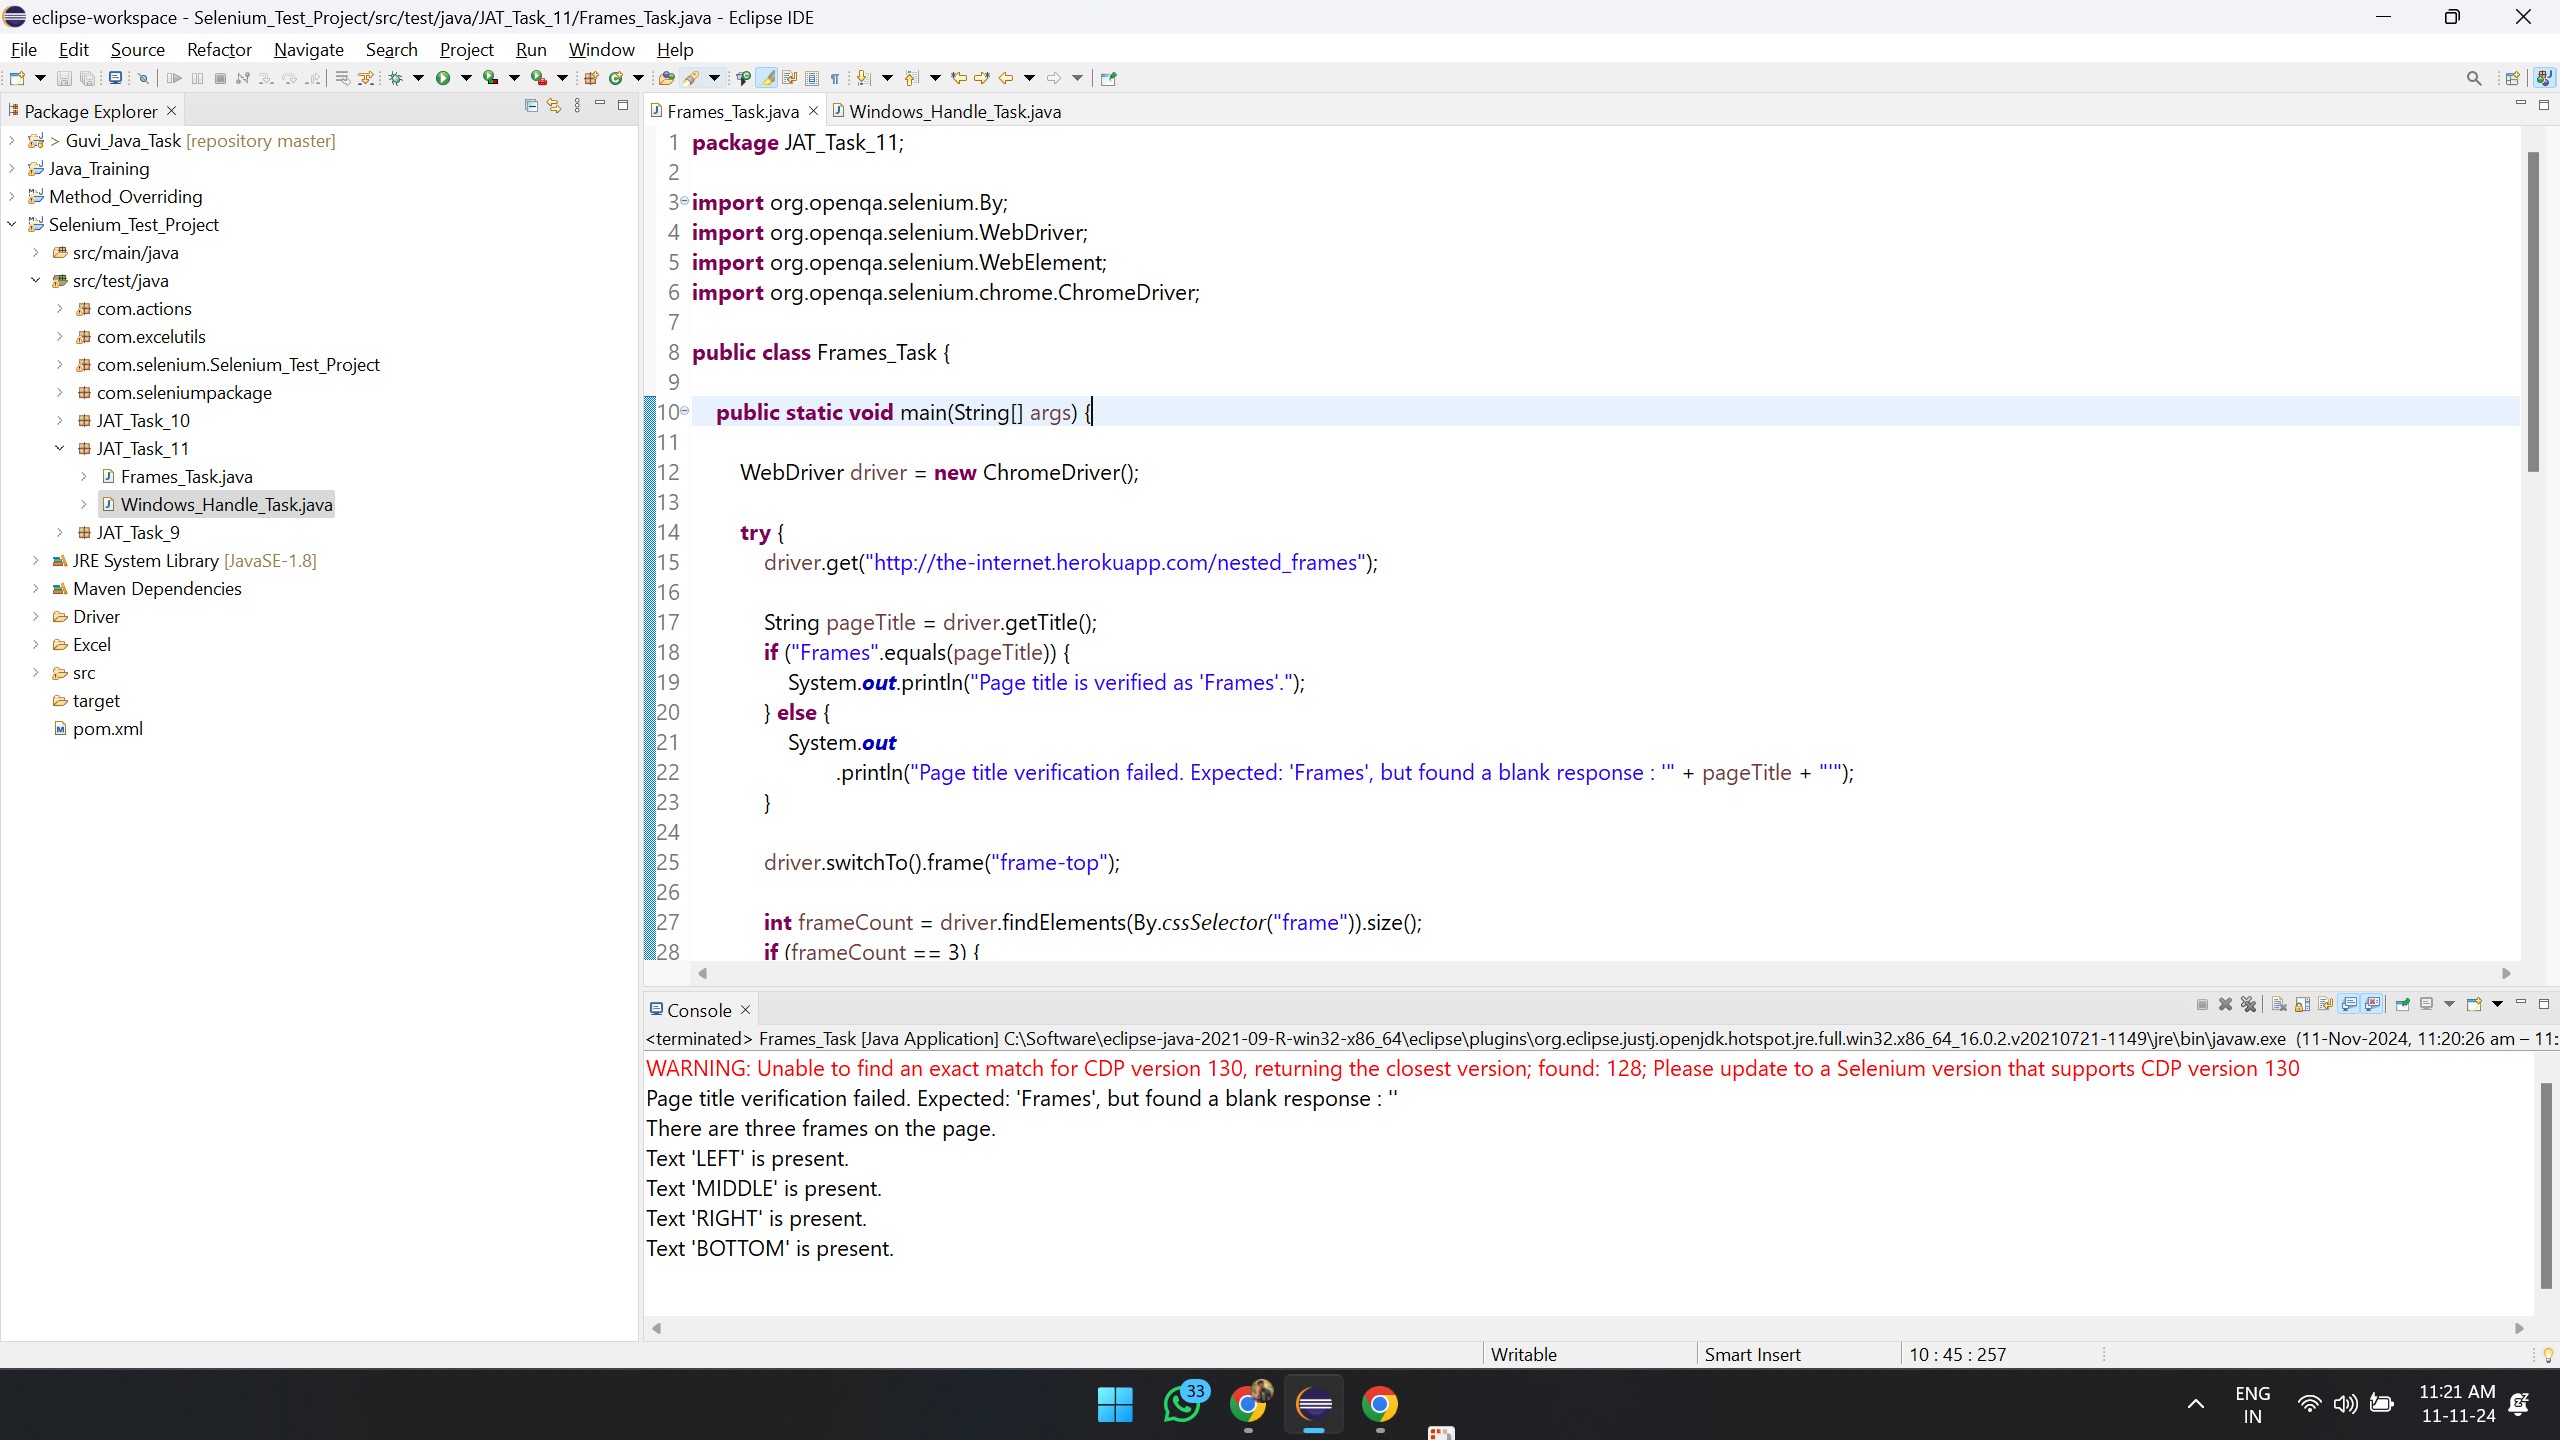 eclipse-workspace - Selenium_Test_Project/src/test/java/JAT_Task_11/Frames_Task.java - Eclipse IDE
File Edit Source Refactor Navigate Search Project Run Window Help
Package Explorer
> Guvi_Java_Task [repository master]
Java_Training
Method_Overriding
Selenium_Test_Project
src/main/java
src/test/java
com.actions
com.excelutils
com.selenium.Selenium_Test_Project
com.seleniumpackage
JAT_Task_10
JAT_Task_11
Frames_Task.java
Windows_Handle_Task.java
JAT_Task_9
JRE System Library [JavaSE-1.8]
Maven Dependencies
Driver
Excel
src
target
pom.xml
Frames_Task.java Windows_Handle_Task.java
1 package JAT_Task_11;
2
3 import org.openqa.selenium.By;
4 import org.openqa.selenium.WebDriver;
5 import org.openqa.selenium.WebElement;
6 import org.openqa.selenium.chrome.ChromeDriver;
7
8 public class Frames_Task {
9
10 public static void main(String[] args) {
11
12 WebDriver driver = new ChromeDriver();
13
14 try {
15 driver.get("http://the-internet.herokuapp.com/nested_frames");
16
17 String pageTitle = driver.getTitle();
18 if ("Frames".equals(pageTitle)) {
19 System.out.println("Page title is verified as 'Frames'.");
20 } else {
21 System.out
22 .println("Page title verification failed. Expected: 'Frames', but found a blank response : '" + pageTitle + "'");
23 }
24
25 driver.switchTo().frame("frame-top");
26
27 int frameCount = driver.findElements(By.cssSelector("frame")).size();
28 if (frameCount == 3) {
Console
<terminated> Frames_Task [Java Application] C:\Software\eclipse-java-2021-09-R-win32-x86_64\eclipse\plugins\org.eclipse.justj.openjdk.hotspot.jre.full.win32.x86_64_16.0.2.v20210721-1149\jre\bin\javaw.exe (11-Nov-2024, 11:20:26 am – 11:
WARNING: Unable to find an exact match for CDP version 130, returning the closest version; found: 128; Please update to a Selenium version that supports CDP version 130
Page title verification failed. Expected: 'Frames', but found a blank response : ''
There are three frames on the page.
Text 'LEFT' is present.
Text 'MIDDLE' is present.
Text 'RIGHT' is present.
Text 'BOTTOM' is present.
Writable Smart Insert 10 : 45 : 257
33
ENG
IN
11:21 AM
11-11-24